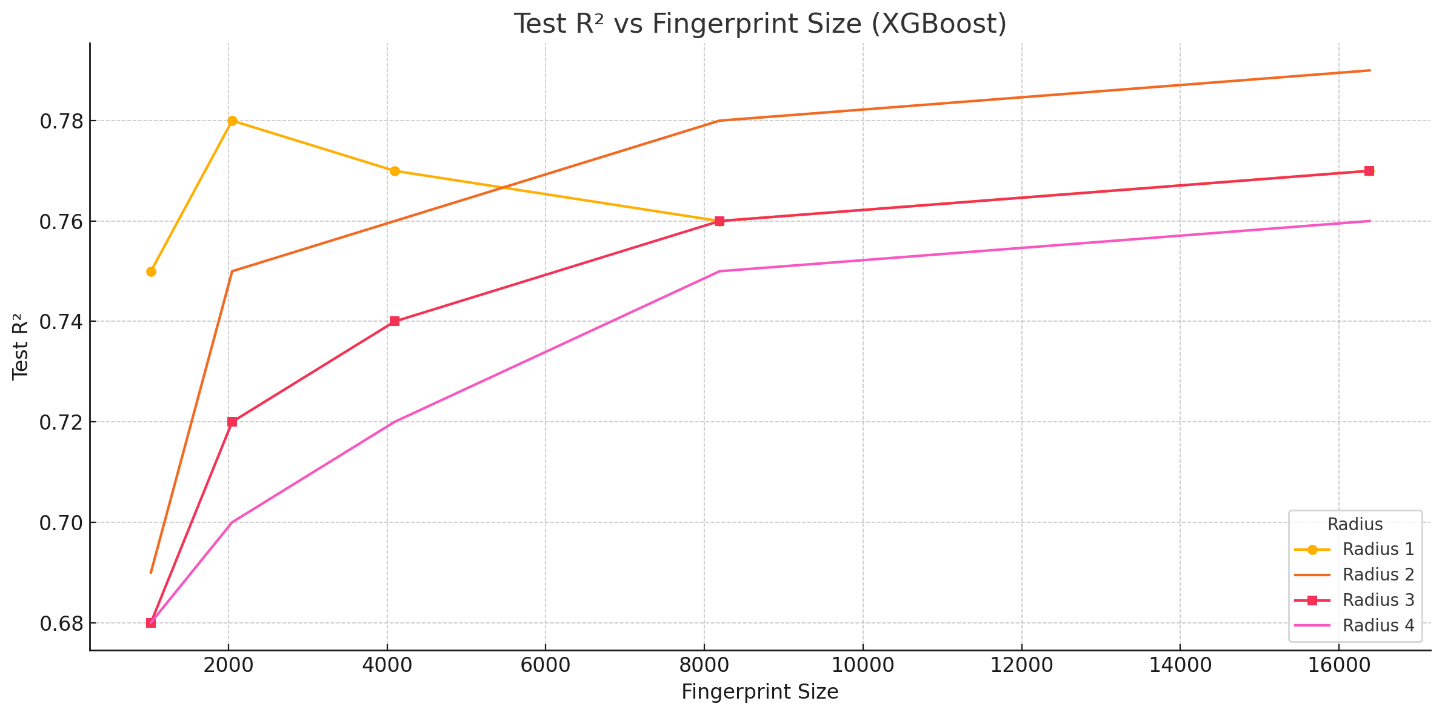 Test R² vs Fingerprint Size (XGBoost)
Test R²
0.78
0.76
0.74
0.72
0.70
0.68
2000 4000 6000 8000 10000 12000 14000 16000
Fingerprint Size
Radius
Radius 1
Radius 2
Radius 3
Radius 4